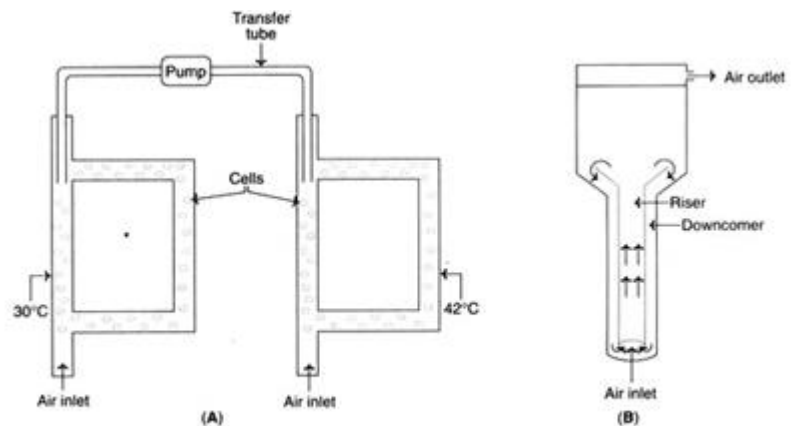 Transfer
tube
Pump
Cells
30°C
42°C
Air inlet
Air inlet
(A)
Air outlet
Riser
Downcomer
Air inlet
(B)